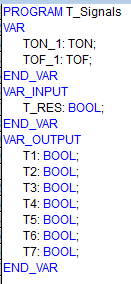 PROGRAM T_Signals
VAR
TON_1: TON;
TOF_1: TOF;
END_VAR
VAR_INPUT
T_RES: BOOL;
END_VAR
VAR_OUTPUT
T1: BOOL;
T2: BOOL;
T3: BOOL;
T4: BOOL;
T5: BOOL;
T6: BOOL;
T7: BOOL;
END_VAR